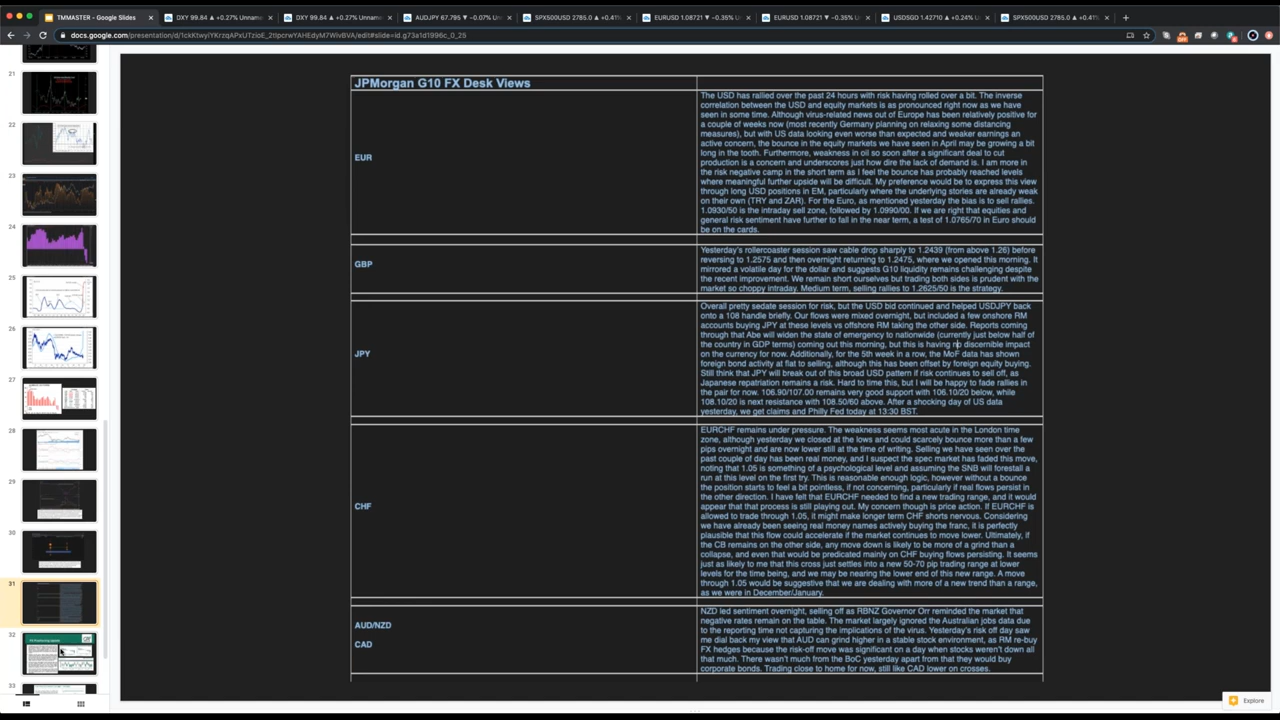 TMMASTER - Google Slides
DXY 99.84 ▲ +0.27% Unname
DXY 99.84 ▲ +0.27% Unname
AUDJPY 67.795 ▼ −0.07% Unn
SPX500USD 2785.0 ▲ +0.41%
EURUSD 1.08721 ▼ −0.35% U
EURUSD 1.08721 ▼ −0.35% U
USDSGD 1.42710 ▲ +0.24% U
SPX500USD 2785.0 ▲ +0.41%
21
22
23
24
25
26
27
28
29
30
31
32
33
JPMorgan G10 FX Desk Views
EUR
The USD has rallied over the past 24 hours with risk having rolled over a bit. The inverse
correlation between the USD and equity markets is as pronounced right now as we have
seen in some time. Although virus-related news out of Europe has been relatively positive for
a couple of weeks now (most recently Germany planning on relaxing some distancing
measures), but with US data looking even worse than expected and weaker earnings an
active concern, the bounce in the equity markets we have seen in April may be growing a bit
long in the tooth. Furthermore, weakness in oil so soon after a significant deal to cut
production is a concern and underscores just how dire the lack of demand is. I am more in
the risk negative camp in the short term as I feel the bounce has probably reached levels
where meaningful further upside will be difficult. My preference would be to express this view
through long USD positions in EM, particularly where the underlying stories are already weak
on their own (TRY and ZAR). For the Euro, as mentioned yesterday the bias is to sell rallies.
1.0930/50 is the intraday sell zone, followed by 1.0990/00. If we are right that equities and
general risk sentiment have further to fall in the near term, a test of 1.0765/70 in Euro should
be on the cards.
GBP
Yesterday's rollercoaster session saw cable drop sharply to 1.2439 (from above 1.26) before
reversing to 1.2575 and then overnight returning to 1.2475, where we opened this morning. It
mirrored a volatile day for the dollar and suggests G10 liquidity remains challenging despite
the recent improvement. We remain short ourselves but trading both sides is prudent with the
market so choppy intraday. Medium term, selling rallies to 1.2625/50 is the strategy.
JPY
Overall pretty sedate session for risk, but the USD bid continued and helped USDJPY back
onto a 108 handle briefly. Our flows were mixed overnight, but included a few onshore RM
accounts buying JPY at these levels vs offshore RM taking the other side. Reports coming
through that Abe will widen the state of emergency to nationwide (currently just below half of
the country in GDP terms) coming out this morning, but this is having no discernible impact
on the currency for now. Additionally, for the 5th week in a row, the MoF data has shown
foreign bond activity at flat to selling, although this has been offset by foreign equity buying.
Still think that JPY will break out of this broad USD pattern if risk continues to sell off, as
Japanese repatriation remains a risk. Hard to time this, but I will be happy to fade rallies in
the pair for now. 106.90/107.00 remains very good support with 106.10/20 below, while
108.10/20 is next resistance with 108.50/60 above. After a shocking day of US data
yesterday, we get claims and Philly Fed today at 13:30 BST.
CHF
EURCHF remains under pressure. The weakness seems most acute in the London time
zone, although yesterday we closed at the lows and could scarcely bounce more than a few
pips overnight and are now lower still at the time of writing. Selling we have seen over the
past couple of day has been real money, and I suspect the spec market has faded this move,
noting that 1.05 is something of a psychological level and assuming the SNB will forestall a
run at this level on the first try. This is reasonable enough logic, however without a bounce
the position starts to feel a bit pointless, if not concerning, particularly if real flows persist in
the other direction. I have felt that EURCHF needed to find a new trading range, and it would
appear that that process is still playing out. My concern though is price action. If EURCHF is
allowed to trade through 1.05, it might make longer term CHF shorts nervous. Considering
we have already been seeing real money names actively buying the franc, it is perfectly
plausible that this flow could accelerate if the market continues to move lower. Ultimately, if
the CB remains on the other side, any move down is likely to be more of a grind than a
collapse, and even that would be predicated mainly on CHF buying flows persisting. It seems
just as likely to me that this cross just settles into a new 50-70 pip trading range at lower
levels for the time being, and we may be nearing the lower end of this new range. A move
through 1.05 would be suggestive that we are dealing with more of a new trend than a range,
as we were in December/January.
AUD/NZD
CAD
NZD led sentiment overnight, selling off as RBNZ Governor Orr reminded the market that
negative rates remain on the table. The market largely ignored the Australian jobs data due
to the reporting time not capturing the implications of the virus. Yesterday's risk off day saw
me dial back my view that AUD can grind higher in a stable stock environment, as RM re-buy
FX hedges because the risk-off move was significant on a day when stocks weren't down all
that much. There wasn't much from the BoC yesterday apart from that they would buy
corporate bonds. Trading close to home for now, still like CAD lower on crosses.
Explore